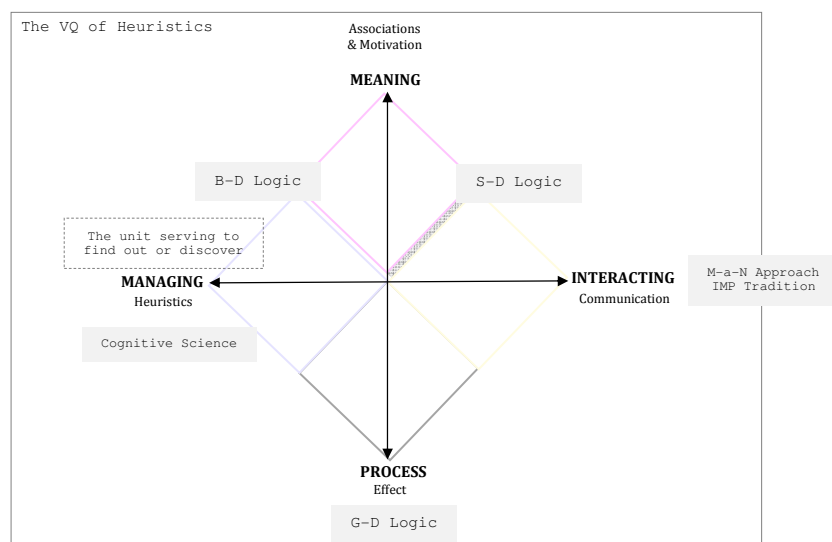 The VQ of Heuristics
Associations
& Motivation
MEANING
B-D Logic
S-D Logic
The unit serving to
find out or discover
MANAGING
Heuristics
INTERACTING
Communication
M-a-N Approach
IMP Tradition
Cognitive Science
PROCESS
Effect
G-D Logic